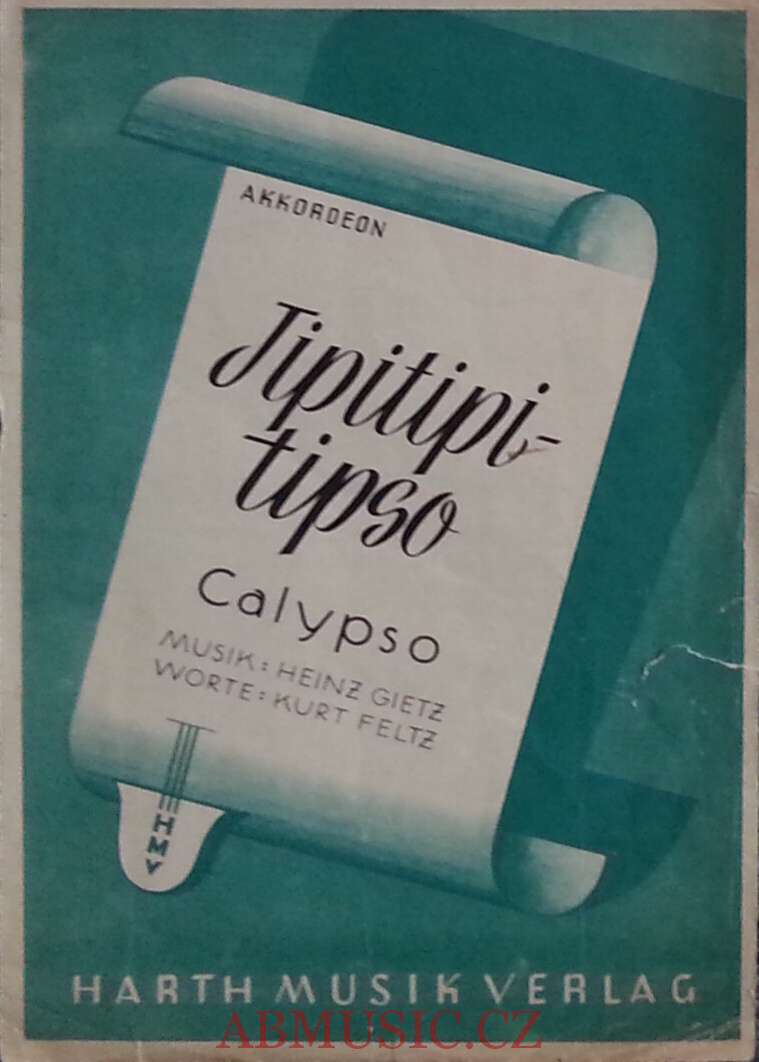 AKKORDEON
Tipitipi-
tipso
Calypso
MUSIK: HEINZ GIETZ
WORTE: KURT FELTZ
HMV
HARTH MUSIK VERLAG
ABMUSIC.CZ